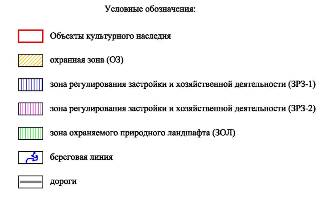 Условные обозначения:
Объекты культурного наследия
охранная зона (ОЗ)
зона регулирования застройки и хозяйственной деятельности (ЗРЗ-1)
зона регулирования застройки и хозяйственной деятельности (ЗРЗ-2)
зона охраняемого природного ландшафта (ЗОЛ)
береговая линия
дороги